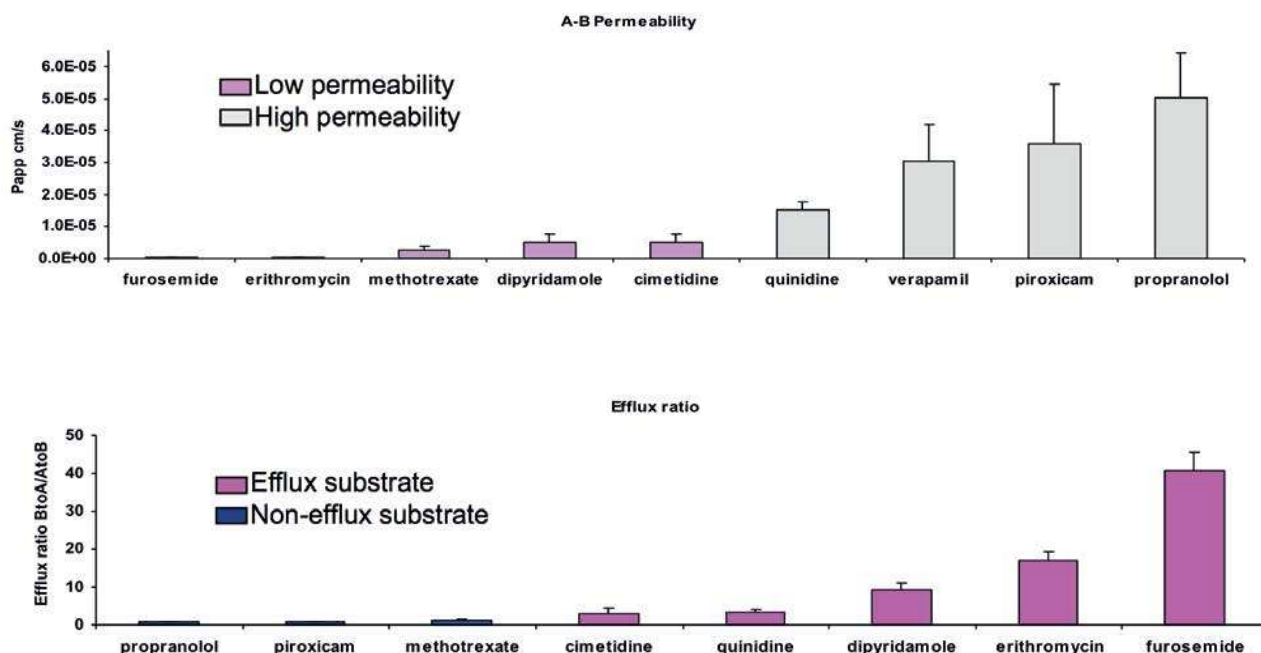 A-B Permeability
Papp cm/s
6.0E-05
5.0E-05
4.0E-05
3.0E-05
2.0E-05
1.0E-05
0.0E+00
Low permeability
High permeability
furosemide erithromycin methotrexate dipyridamole cimetidine quinidine verapamil piroxicam propranolol
Efflux ratio
Efflux ratio BtoA/AtoB
50
40
30
20
10
0
Efflux substrate
Non-efflux substrate
propranolol piroxicam methotrexate cimetidine quinidine dipyridamole erithromycin furosemide